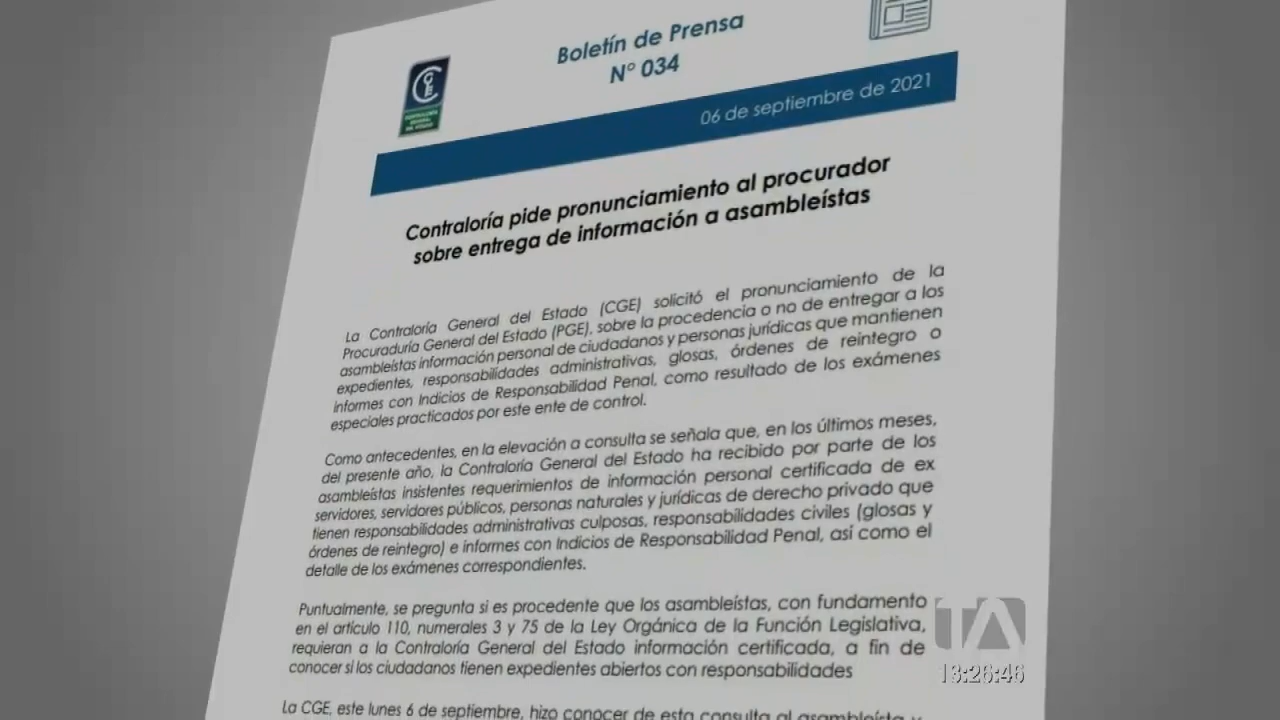 Boletín de Prensa
N° 034
CGE
CONTRALORÍA
GENERAL
DEL ESTADO
06 de septiembre de 2021
Contraloría pide pronunciamiento al procurador
sobre entrega de información a asambleístas
La Contraloría General del Estado (CGE) solicitó el pronunciamiento de la
Procuraduría General del Estado (PGE), sobre la procedencia o no de entregar a los
asambleístas información personal de ciudadanos y personas jurídicas que mantienen
expedientes, responsabilidades administrativas, glosas, órdenes de reintegro o
informes con Indicios de Responsabilidad Penal, como resultado de los exámenes
especiales practicados por este ente de control.
Como antecedentes, en la elevación a consulta se señala que, en los últimos meses,
del presente año, la Contraloría General del Estado ha recibido por parte de los
asambleístas insistentes requerimientos de información personal certificada de ex
servidores, servidores públicos, personas naturales y jurídicas de derecho privado que
tienen responsabilidades administrativas culposas, responsabilidades civiles (glosas y
órdenes de reintegro) e informes con Indicios de Responsabilidad Penal, así como el
detalle de los exámenes correspondientes.
Puntualmente, se pregunta si es procedente que los asambleístas, con fundamento
en el artículo 110, numerales 3 y 75 de la Ley Orgánica de la Función Legislativa,
requieran a la Contraloría General del Estado información certificada, a fin de
conocer si los ciudadanos tienen expedientes abiertos con responsabilidades
TA
13:26:46
La CGE, este lunes 6 de septiembre, hizo conocer de esta consulta al asambleísta y